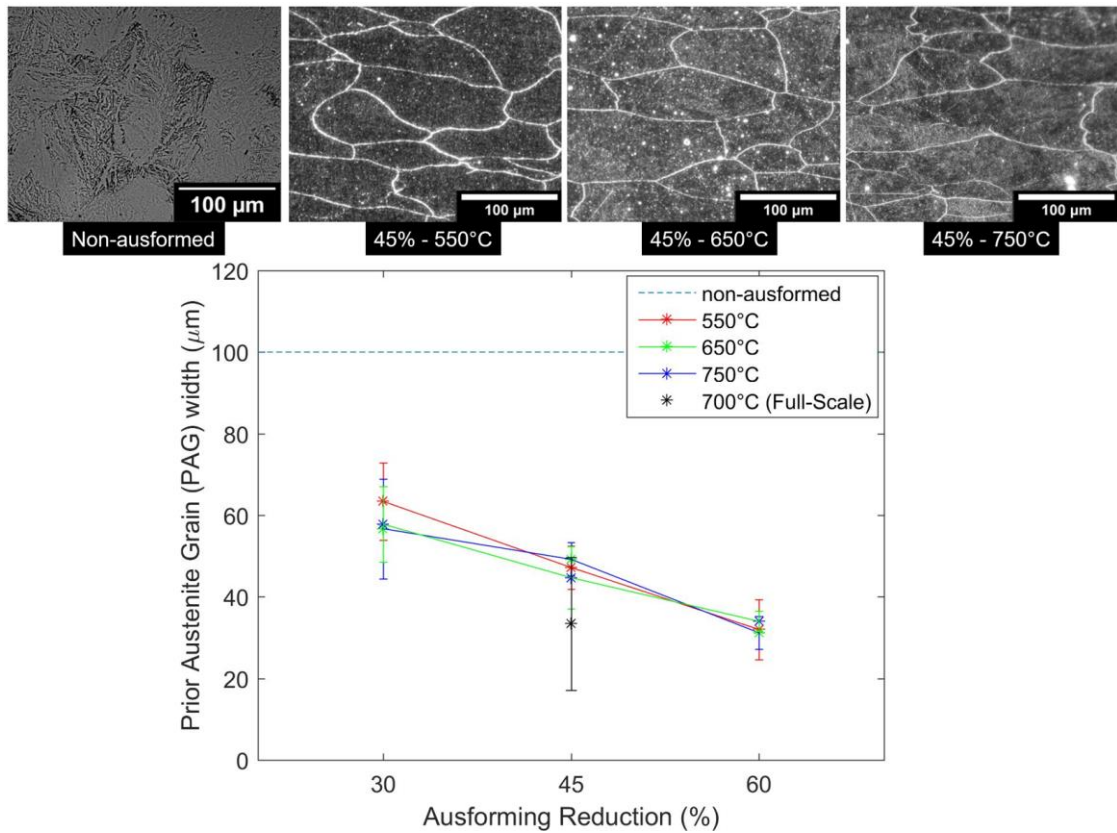 100 μm
100 μm
100 μm
100 μm
Non-ausformed
45% - 550°C
45% - 650°C
45% - 750°C
120
100
80
60
40
20
0
Prior Austenite Grain (PAG) width (μm)
non-ausformed
550°C
650°C
750°C
700°C (Full-Scale)
30
45
60
Ausforming Reduction (%)